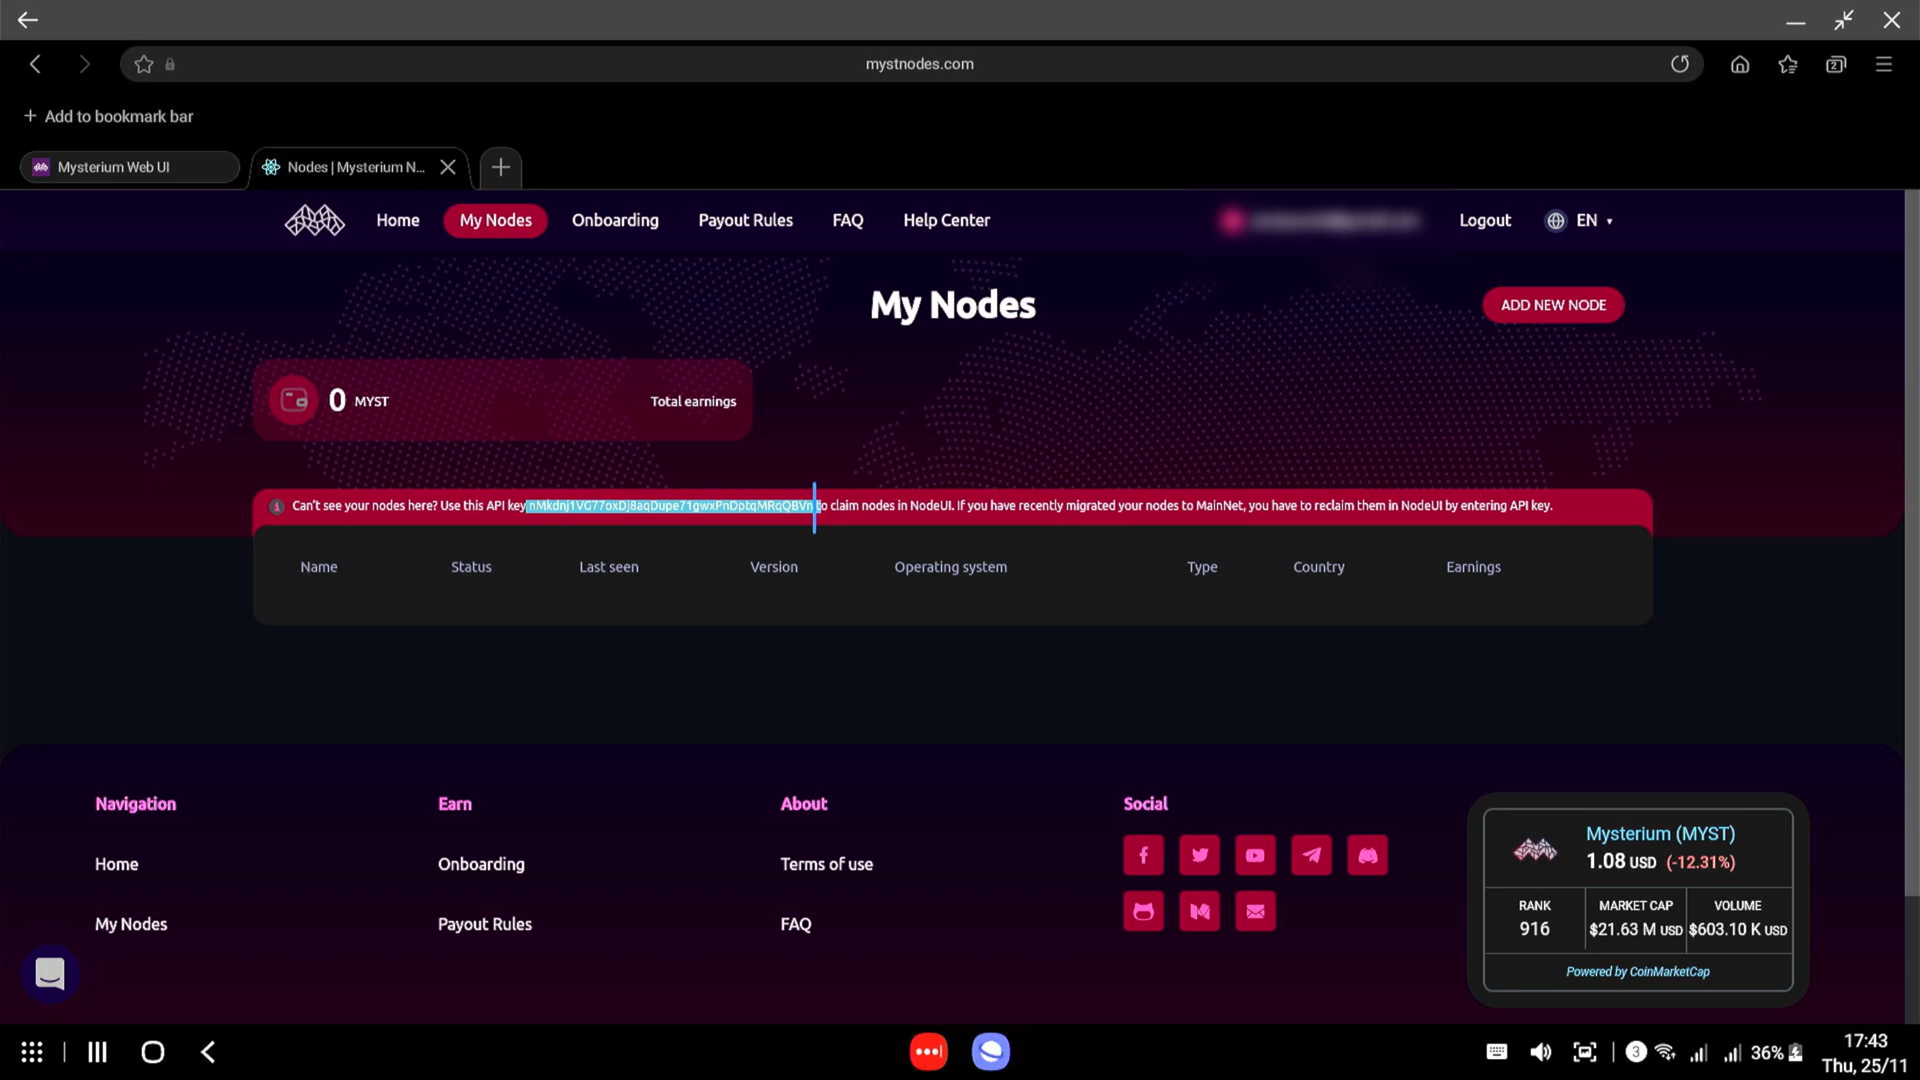 mystnodes.com
2
+ Add to bookmark bar
Mysterium Web UI
Nodes | Mysterium N...
Home
My Nodes
Onboarding
Payout Rules
FAQ
Help Center
Logout
EN
My Nodes
ADD NEW NODE
0 MYST
Total earnings
Can't see your nodes here? Use this API key to claim nodes in NodeUI. If you have recently migrated your nodes to MainNet, you have to reclaim them in NodeUI by entering API key.
Name Status Last seen Version Operating system Type Country Earnings
Navigation
Home
My Nodes
Earn
Onboarding
Payout Rules
About
Terms of use
FAQ
Social
Mysterium (MYST)
1.08 USD (-12.31%)
RANK
916
MARKET CAP
$21.63 M USD
VOLUME
$603.10 K USD
Powered by CoinMarketCap
3
36%
17:43
Thu, 25/11